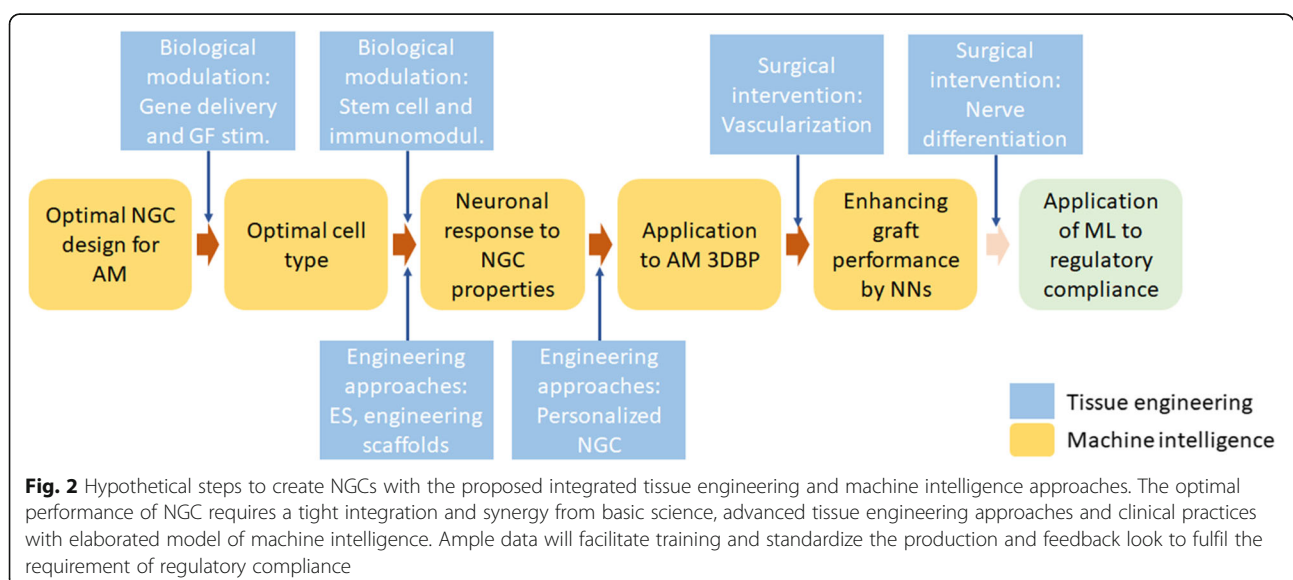 Biological
modulation:
Gene delivery
and GF stim.
Biological
modulation:
Stem cell and
immunomodul.
Surgical
intervention:
Vascularization
Surgical
intervention:
Nerve
differentiation
Optimal NGC
design for
AM
Optimal cell
type
Neuronal
response to
NGC
properties
Application
to AM 3DBP
Enhancing
graft
performance
by NNs
Application
of ML to
regulatory
compliance
Engineering
approaches:
ES, engineering
scaffolds
Engineering
approaches:
Personalized
NGC
Tissue engineering
Machine intelligence
Fig. 2 Hypothetical steps to create NGCs with the proposed integrated tissue engineering and machine intelligence approaches. The optimal
performance of NGC requires a tight integration and synergy from basic science, advanced tissue engineering approaches and clinical practices
with elaborated model of machine intelligence. Ample data will facilitate training and standardize the production and feedback look to fulfil the
requirement of regulatory compliance